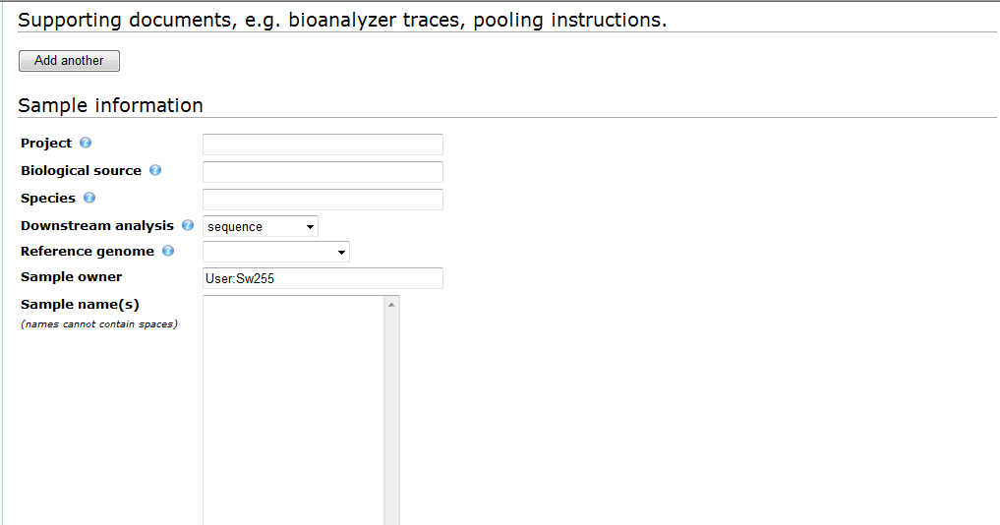 Supporting documents, e.g. bioanalyzer traces, pooling instructions.
Add another
Sample information
Project
Biological source
Species
Downstream analysis sequence
Reference genome
Sample owner User:Sw255
Sample name(s)
(names cannot contain spaces)